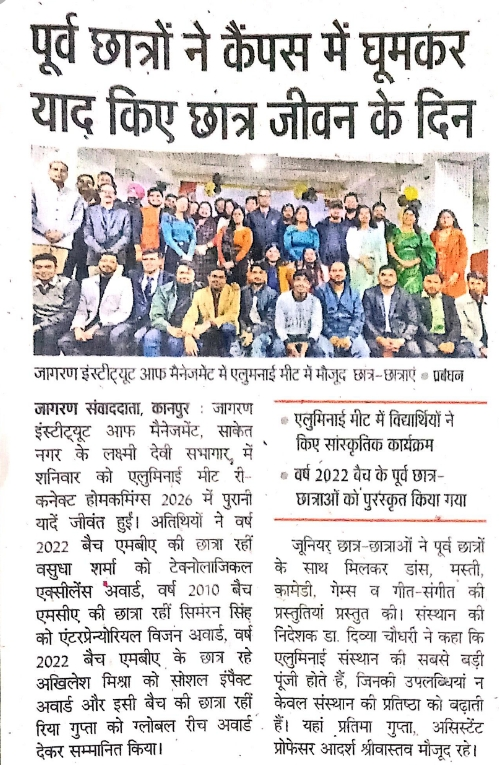 पूर्व छात्रों ने कैंपस में घूमकर
याद किए छात्र जीवन के दिन
जागरण इंस्टीट्यूट आफ मैनेजमेंट में एलुमनाई मीट में मौजूद छात्र-छात्राएं ● प्रबंधन
जागरण संवाददाता, कानपुर : जागरण
इंस्टीट्यूट आफ मैनेजमेंट, साकेत
नगर के लक्ष्मी देवी सभागार में
शनिवार को एलुमिनाई मीट री-
कनेक्ट होमकमिंग्स 2026 में पुरानी
यादें जीवंत हुईं। अतिथियों ने वर्ष
2022 बैच एमबीए की छात्रा रहीं
वसुधा शर्मा को टेक्नोलाजिकल
एक्सीलेंस अवार्ड, वर्ष 2010 बैच
एमसीए की छात्रा रहीं सिमरन सिंह
को एंटरप्रेन्योरियल विजन अवार्ड, वर्ष
2022 बैच एमबीए के छात्र रहे
अखिलेश मिश्रा को सोशल इंपैक्ट
अवार्ड और इसी बैच की छात्रा रहीं
रिया गुप्ता को ग्लोबल रीच अवार्ड
देकर सम्मानित किया।
● एलुमिनाई मीट में विद्यार्थियों ने
किए सांस्कृतिक कार्यक्रम
● वर्ष 2022 बैच के पूर्व छात्र-
छात्राओं को पुरस्कृत किया गया
जूनियर छात्र-छात्राओं ने पूर्व छात्रों
के साथ मिलकर डांस, मस्ती,
कामेडी, गेम्स व गीत-संगीत की
प्रस्तुतियां प्रस्तुत की। संस्थान की
निदेशक डा. दिव्या चौधरी ने कहा कि
एलुमिनाई संस्थान की सबसे बड़ी
पूंजी होते हैं, जिनकी उपलब्धियां न
केवल संस्थान की प्रतिष्ठा को बढ़ाती
हैं। यहां प्रतिमा गुप्ता, असिस्टेंट
प्रोफेसर आदर्श श्रीवास्तव मौजूद रहे।